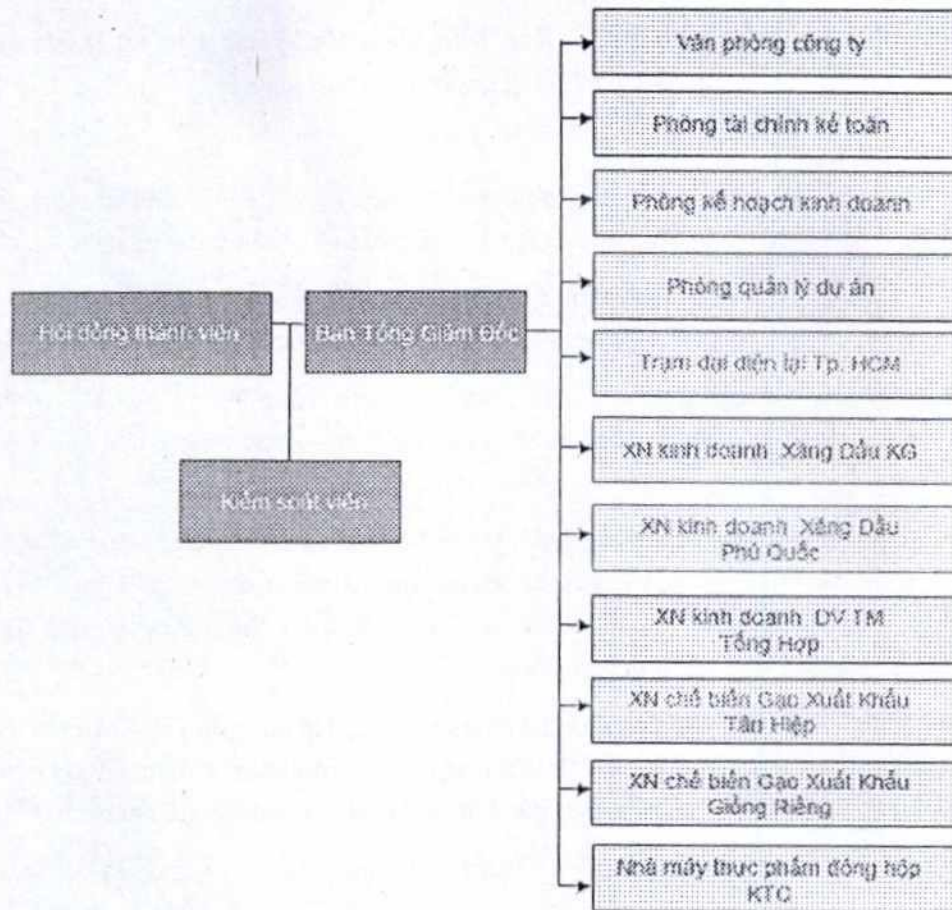 Hội đồng thành viên
Ban Tổng Giám Đốc
Kiểm soát viên
Văn phòng công ty
Phòng tài chính kế toán
Phòng kế hoạch kinh doanh
Phòng quản lý dự án
Trạm đại diện tại Tp. HCM
XN kinh doanh Xăng Dầu KG
XN kinh doanh Xăng Dầu
Phú Quốc
XN kinh doanh DV TM
Tổng Hợp
XN chế biến Gạo Xuất Khẩu
Tân Hiệp
XN chế biến Gạo Xuất Khẩu
Giồng Riềng
Nhà máy thực phẩm đóng hộp
KTC